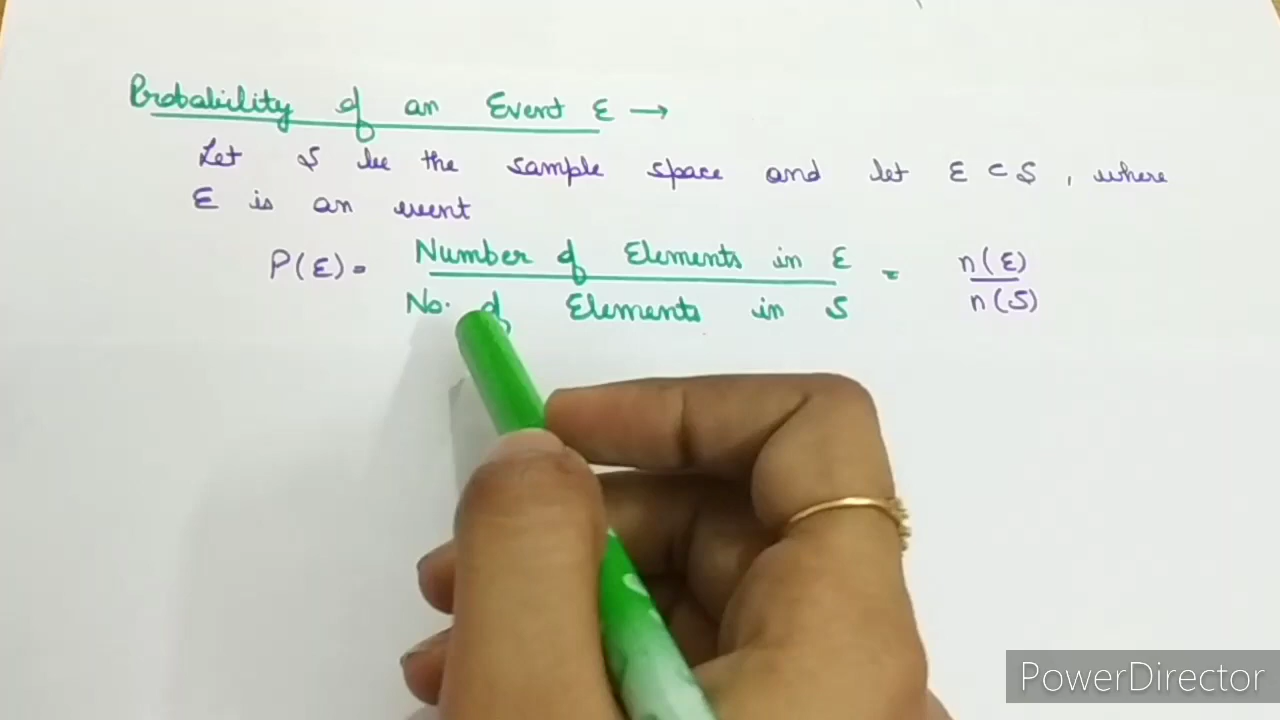 Probability of an Event E →
Let S be the sample space and let E ⊂ S, where
E is an event
P(E) = Number of Elements in E / No. of Elements in S = n(E) / n(S)
PowerDirector